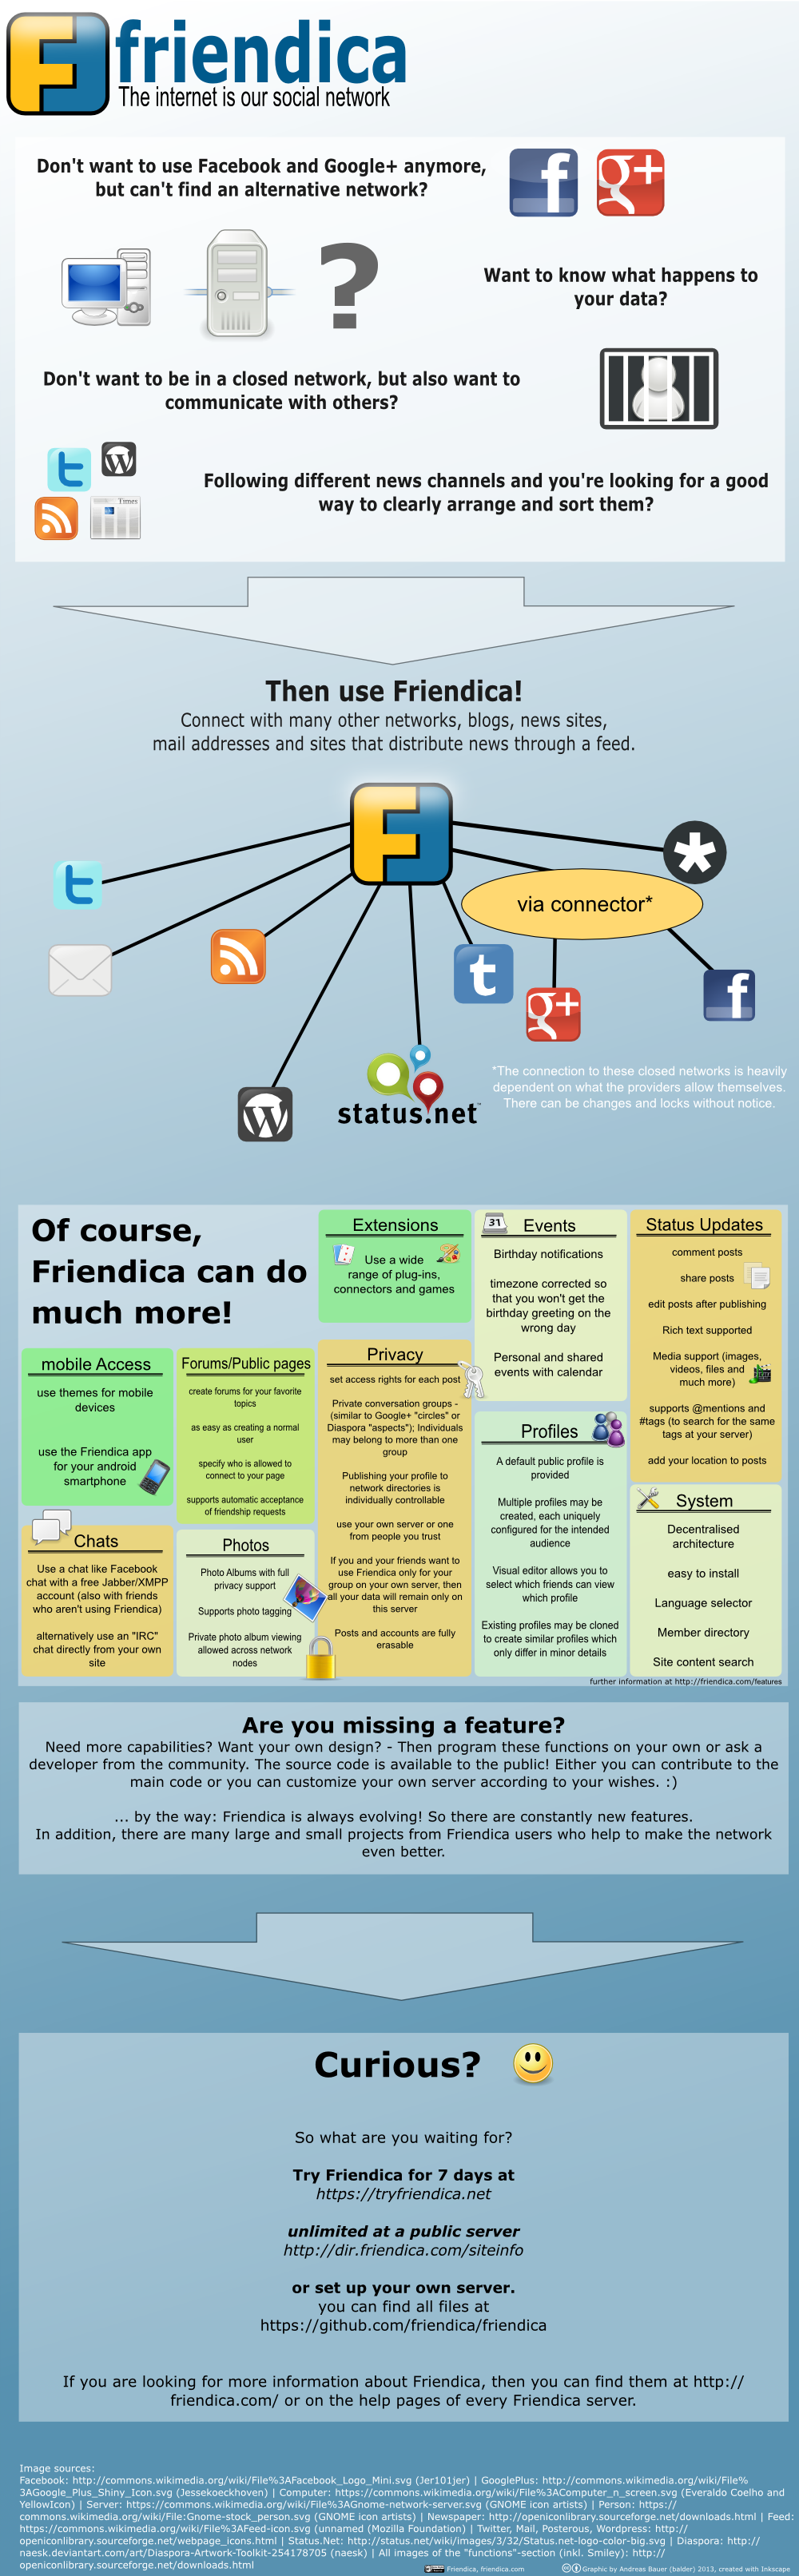 friendica
The internet is our social network
Don't want to use Facebook and Google+ anymore,
but can't find an alternative network?
Want to know what happens to
your data?
Don't want to be in a closed network, but also want to
communicate with others?
Times
Following different news channels and you're looking for a good
way to clearly arrange and sort them?
Then use Friendica!
Connect with many other networks, blogs, news sites,
mail addresses and sites that distribute news through a feed.
via connector*
status.net™
*The connection to these closed networks is heavily
dependent on what the providers allow themselves.
There can be changes and locks without notice.
Of course,
Friendica can do
much more!
Extensions
Use a wide
range of plug-ins,
connectors and games
31
Events
Birthday notifications
timezone corrected so
that you won't get the
birthday greeting on the
wrong day
Personal and shared
events with calendar
Status Updates
comment posts
share posts
edit posts after publishing
Rich text supported
Media support (images,
videos, files and
much more)
supports @mentions and
#tags (to search for the same
tags at your server)
add your location to posts
mobile Access
use themes for mobile
devices
use the Friendica app
for your android
smartphone
Forums/Public pages
create forums for your favorite
topics
as easy as creating a normal
user
specify who is allowed to
connect to your page
supports automatic acceptance
of friendship requests
Privacy
set access rights for each post
Private conversation groups -
(similar to Google+ "circles" or
Diaspora "aspects"); Individuals
may belong to more than one
group
Publishing your profile to
network directories is
individually controllable
use your own server or one
from people you trust
If you and your friends want to
use Friendica only for your
group on your own server, then
all your data will remain only on
this server
Posts and accounts are fully
erasable
Profiles
A default public profile is
provided
Multiple profiles may be
created, each uniquely
configured for the intended
audience
Visual editor allows you to
select which friends can view
which profile
Existing profiles may be cloned
to create similar profiles which
only differ in minor details
System
Decentralised
architecture
easy to install
Language selector
Member directory
Site content search
Chats
Use a chat like Facebook
chat with a free Jabber/XMPP
account (also with friends
who aren't using Friendica)
alternatively use an "IRC"
chat directly from your own
site
Photos
Photo Albums with full
privacy support
Supports photo tagging
Private photo album viewing
allowed across network
nodes
further information at http://friendica.com/features
Are you missing a feature?
Need more capabilities? Want your own design? - Then program these functions on your own or ask a
developer from the community. The source code is available to the public! Either you can contribute to the
main code or you can customize your own server according to your wishes. :)
... by the way: Friendica is always evolving! So there are constantly new features.
In addition, there are many large and small projects from Friendica users who help to make the network
even better.
Curious?
So what are you waiting for?
Try Friendica for 7 days at
https://tryfriendica.net
unlimited at a public server
http://dir.friendica.com/siteinfo
or set up your own server.
you can find all files at
https://github.com/friendica/friendica
If you are looking for more information about Friendica, then you can find them at http://
friendica.com/ or on the help pages of every Friendica server.
Image sources:
Facebook: http://commons.wikimedia.org/wiki/File%3AFacebook_Logo_Mini.svg (Jer101jer) | GooglePlus: http://commons.wikimedia.org/wiki/File%
3AGoogle_Plus_Shiny_Icon.svg (Jessekoeckhoven) | Computer: https://commons.wikimedia.org/wiki/File%3AComputer_n_screen.svg (Everaldo Coelho and
YellowIcon) | Server: https://commons.wikimedia.org/wiki/File%3AGnome-network-server.svg (GNOME icon artists) | Person: https://
commons.wikimedia.org/wiki/File:Gnome-stock_person.svg (GNOME icon artists) | Newspaper: http://openiconlibrary.sourceforge.net/downloads.html | Feed:
https://commons.wikimedia.org/wiki/File%3AFeed-icon.svg (unnamed (Mozilla Foundation) | Twitter, Mail, Posterous, Wordpress: http://
openiconlibrary.sourceforge.net/webpage_icons.html | Status.Net: http://status.net/wiki/images/3/32/Status.net-logo-color-big.svg | Diaspora: http://
naesk.deviantart.com/art/Diaspora-Artwork-Toolkit-254178705 (naesk) | All images of the "functions"-section (inkl. Smiley): http://
openiconlibrary.sourceforge.net/downloads.html
Friendica, friendica.com
Graphic by Andreas Bauer (balder) 2013, created with Inkscape